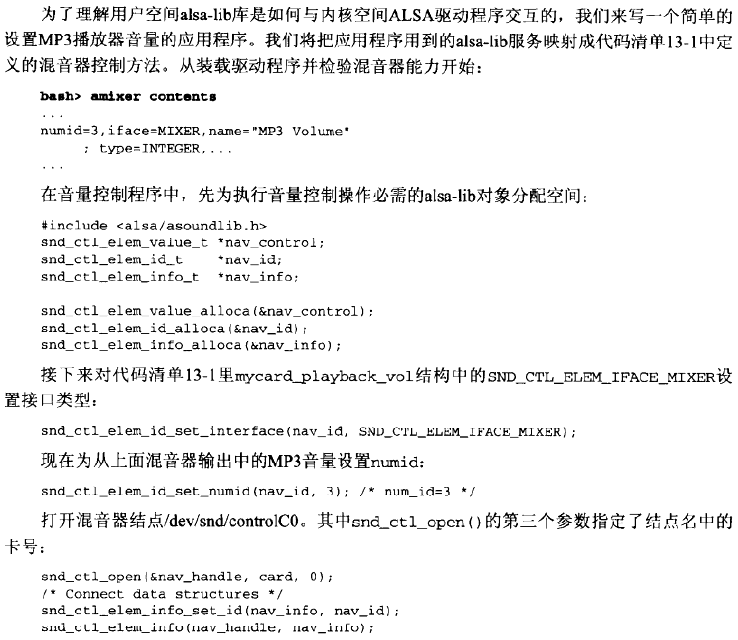 为了理解用户空间alsa-lib库是如何与内核空间ALSA驱动程序交互的，我们来写一个简单的
设置MP3播放器音量的应用程序。我们将把应用程序用到的alsa-lib服务映射成代码清单13-1中定
义的混音器控制方法。从装载驱动程序并检验混音器能力开始：
bash> amixer contents
...
numid=3,iface=MIXER,name="MP3 Volume"
; type=INTEGER,...
...
在音量控制程序中，先为执行音量控制操作必需的alsa-lib对象分配空间：
#include <alsa/asoundlib.h>
snd_ctl_elem_value_t *nav_control;
snd_ctl_elem_id_t *nav_id;
snd_ctl_elem_info_t *nav_info;
snd_ctl_elem_value_alloca(&nav_control);
snd_ctl_elem_id_alloca(&nav_id);
snd_ctl_elem_info_alloca(&nav_info);
接下来对代码清单13-1里mycard_playback_vol结构中的SND_CTL_ELEM_IFACE_MIXER设
置接口类型：
snd_ctl_elem_id_set_interface(nav_id, SND_CTL_ELEM_IFACE_MIXER);
现在为从上面混音器输出中的MP3音量设置numid：
snd_ctl_elem_id_set_numid(nav_id, 3); /* num_id=3 */
打开混音器结点/dev/snd/controlC0。其中snd_ctl_open()的第三个参数指定了结点名中的
卡号：
snd_ctl_open(&nav_handle, card, 0);
/* Connect data structures */
snd_ctl_elem_info_set_id(nav_info, nav_id);
snd_ctl_elem_info(nav_handle, nav_info);